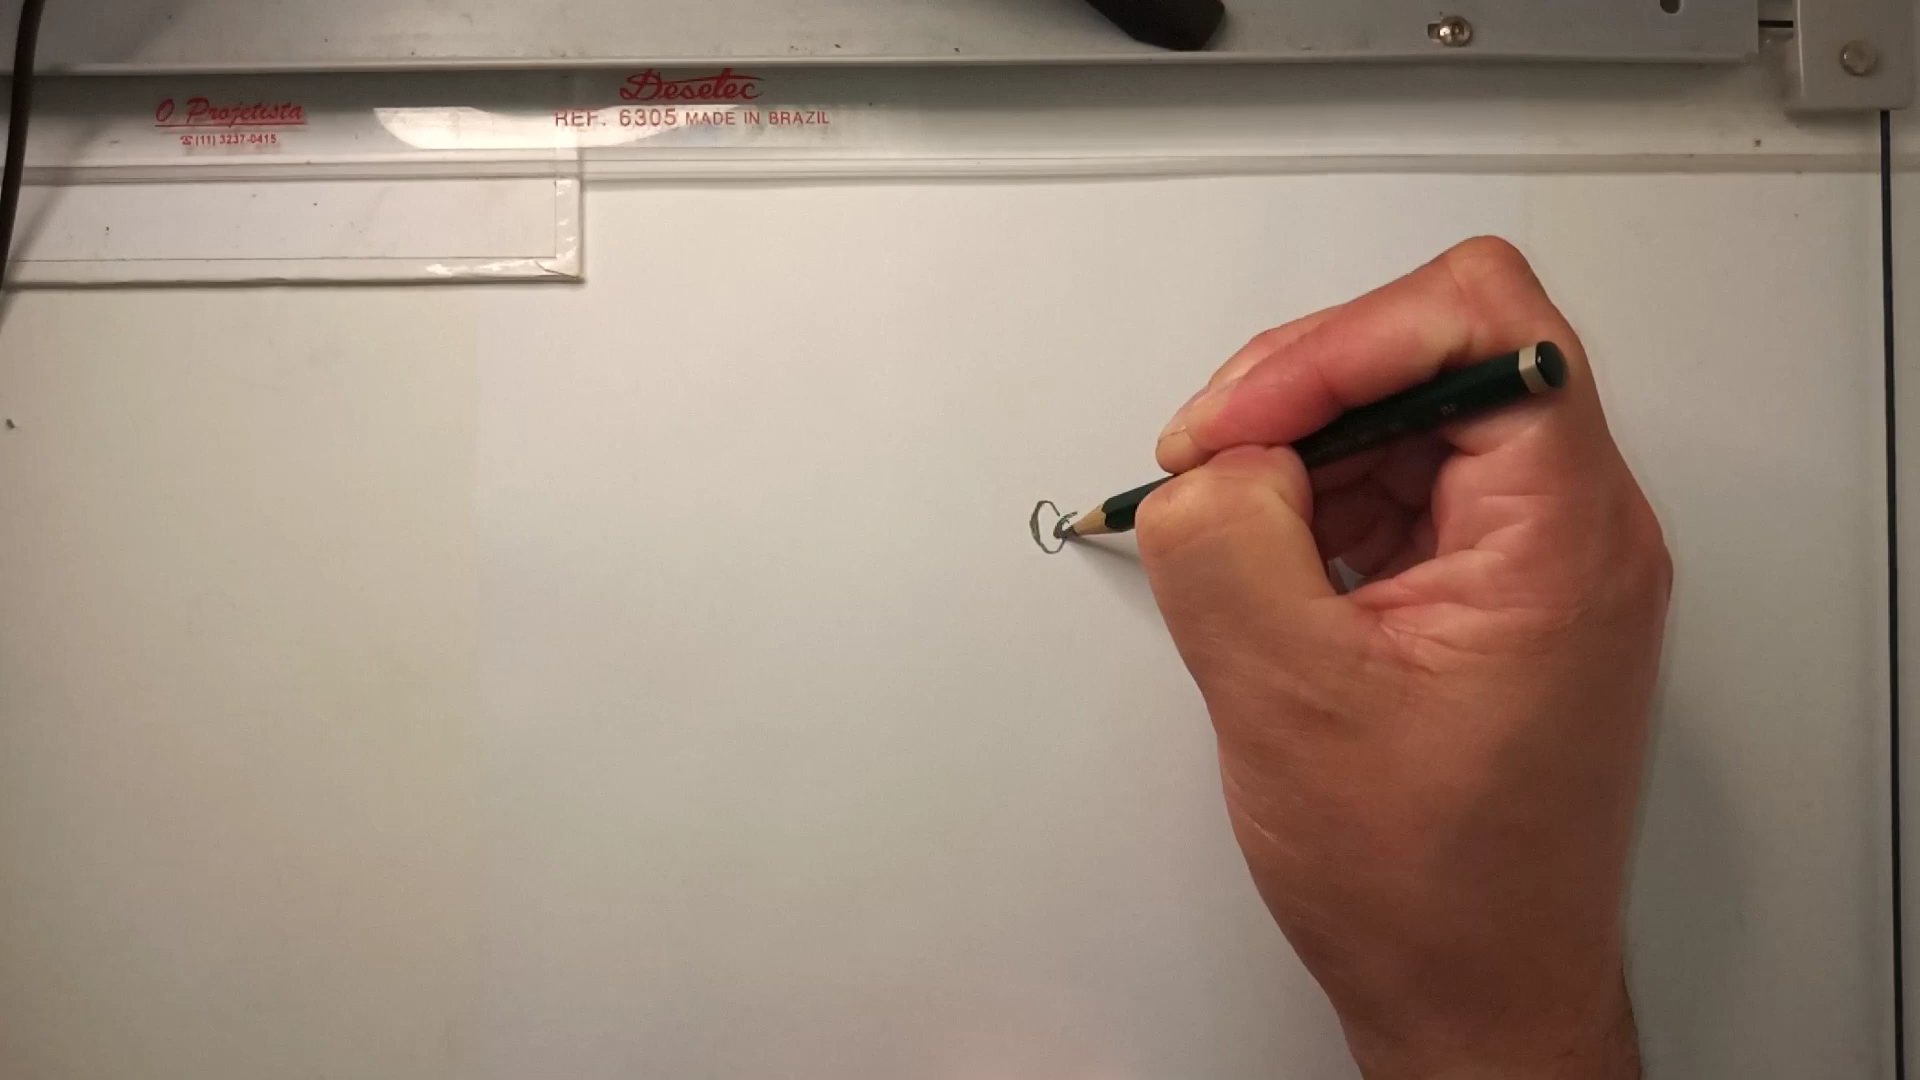 Desetec
O Projetista
REF. 6305 MADE IN BRAZIL
☎(11) 3237-0415